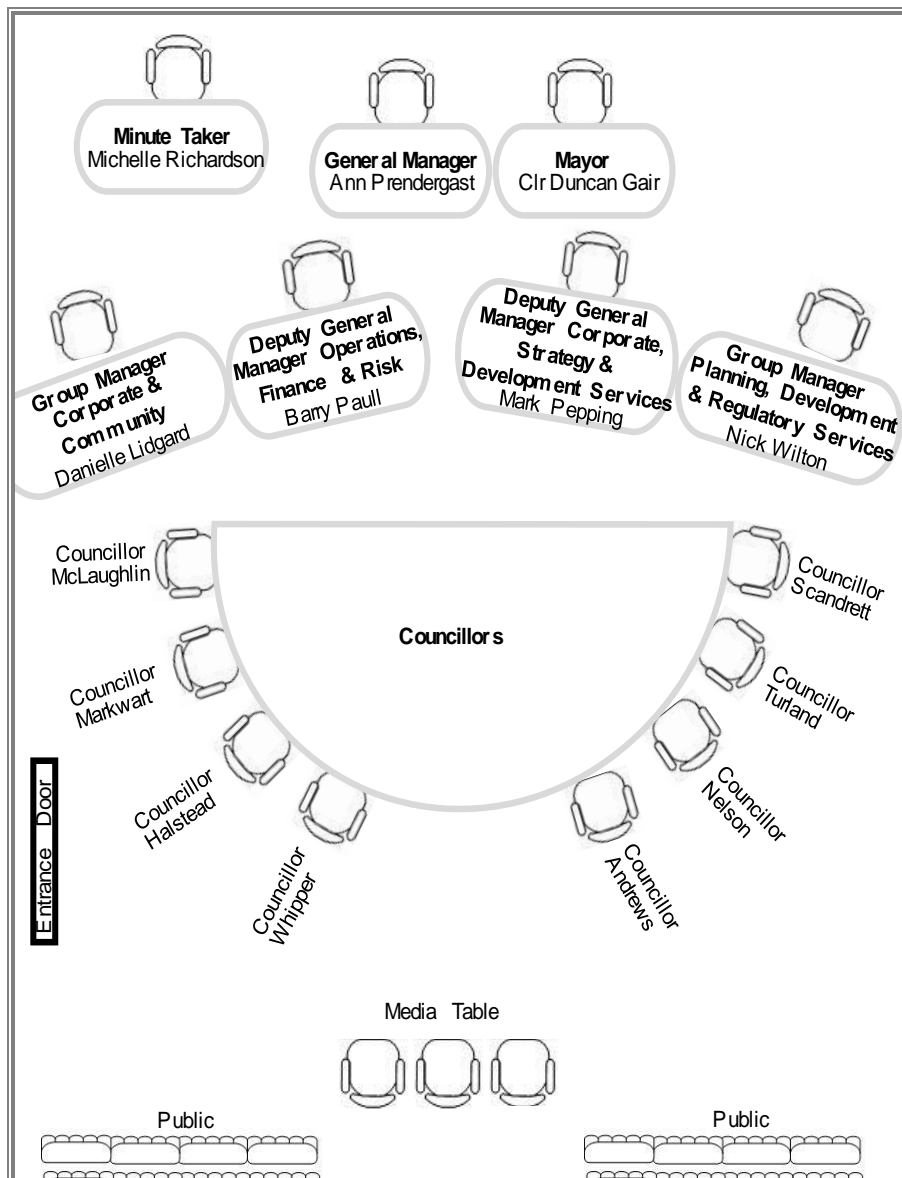 Minute Taker
Michelle Richardson
General Manager
Ann Prendergast
Mayor
Clr Duncan Gair
Group Manager
Corporate &
Community
Danielle Lidgard
Deputy General
Manager Operations,
Finance & Risk
Barry Paull
Deputy General
Manager Corporate,
Strategy &
Development Services
Mark Pepping
Group Manager
Planning, Development
& Regulatory Services
Nick Wilton
Councillor
McLaughlin
Councillor
Scandrett
Councillors
Councillor
Markwart
Councillor
Turland
Councillor
Halstead
Councillor
Nelson
Entrance Door
Councillor
Whipper
Councillor
Andrews
Media Table
Public
Public